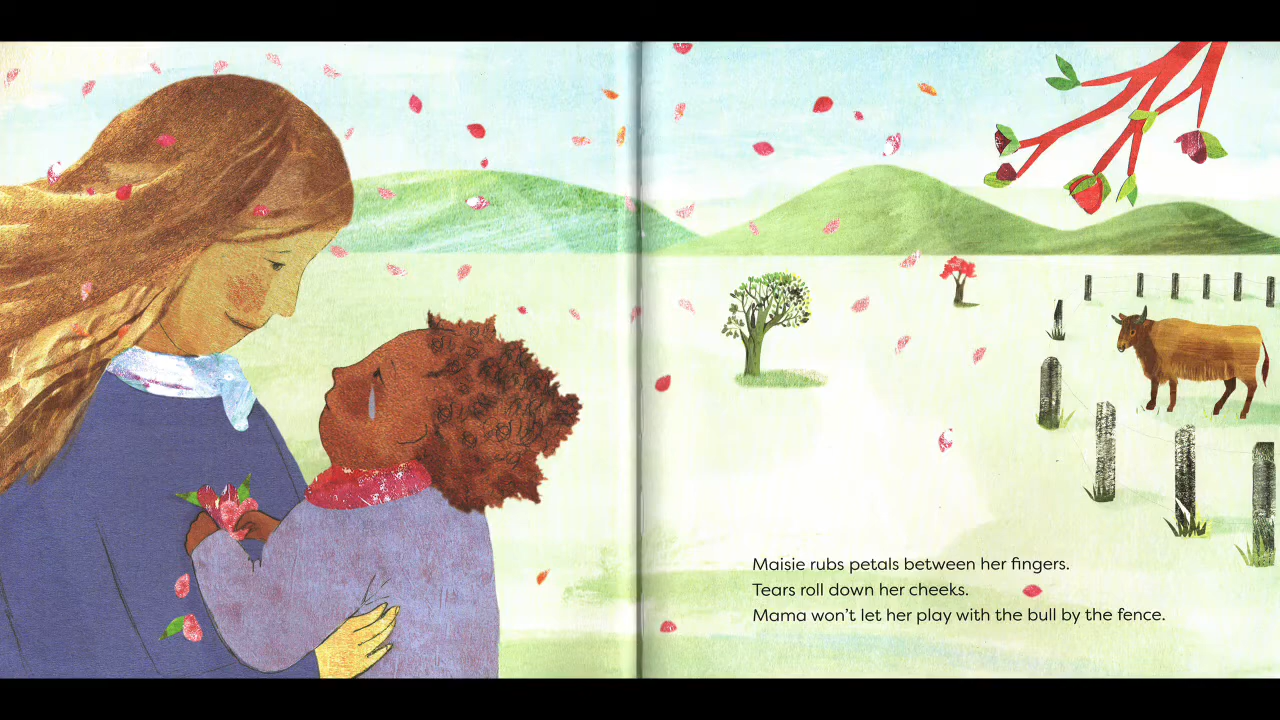 Maisie rubs petals between her fingers.
Tears roll down her cheeks.
Mama won't let her play with the bull by the fence.